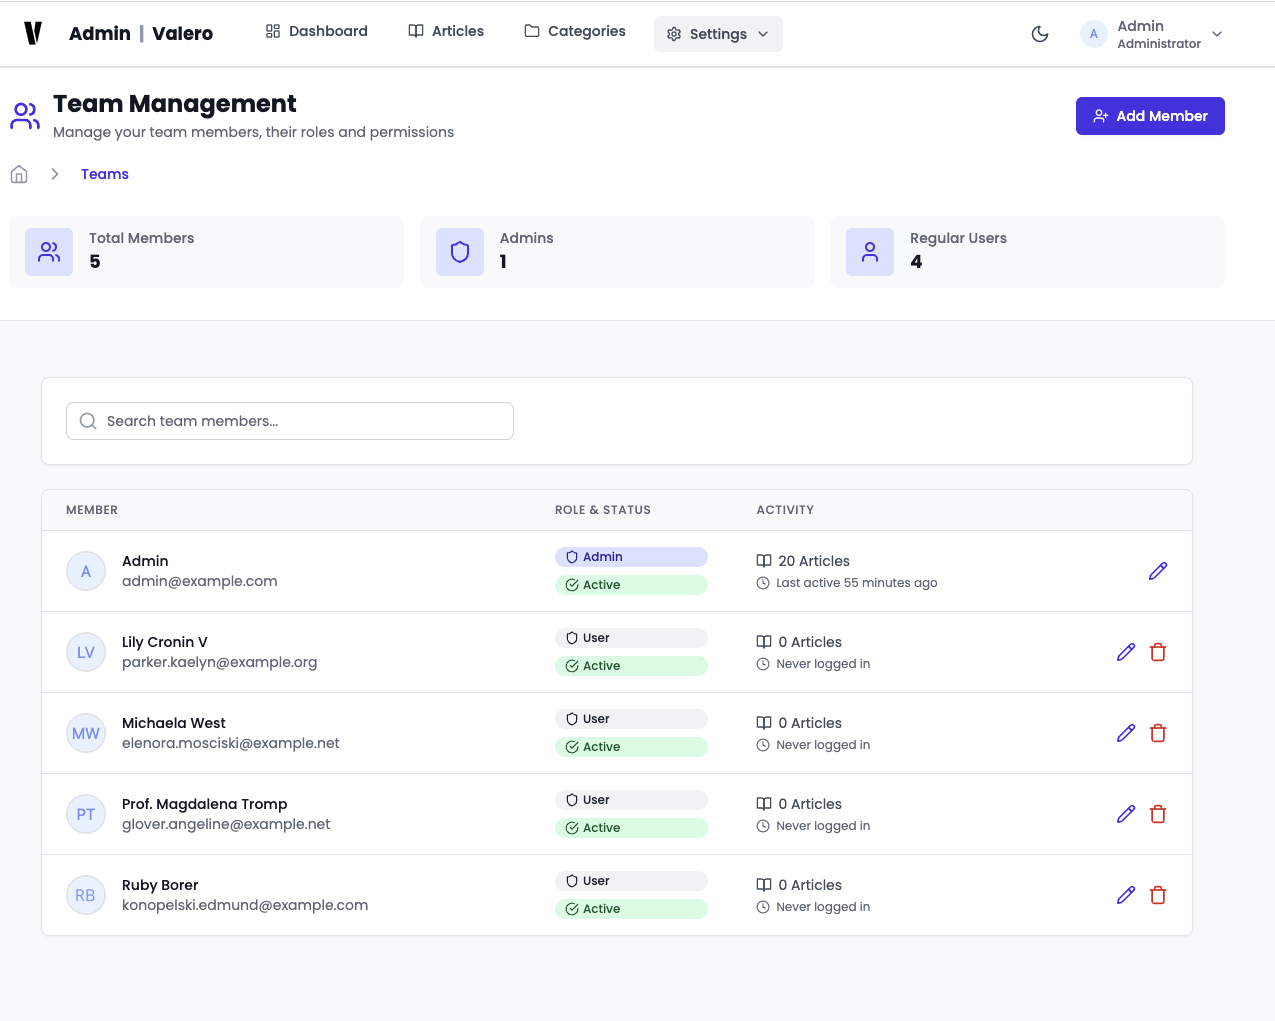 Admin | Valero
Dashboard
Articles
Categories
Settings
A
Admin
Administrator
Team Management
Manage your team members, their roles and permissions
Add Member
Teams
Total Members
5
Admins
1
Regular Users
4
Search team members...
MEMBER
ROLE & STATUS
ACTIVITY
A
Admin
admin@example.com
Admin
Active
20 Articles
Last active 55 minutes ago
LV
Lily Cronin V
parker.kaelyn@example.org
User
Active
0 Articles
Never logged in
MW
Michaela West
elenora.mosciski@example.net
User
Active
0 Articles
Never logged in
PT
Prof. Magdalena Tromp
glover.angeline@example.net
User
Active
0 Articles
Never logged in
RB
Ruby Borer
konopelski.edmund@example.com
User
Active
0 Articles
Never logged in